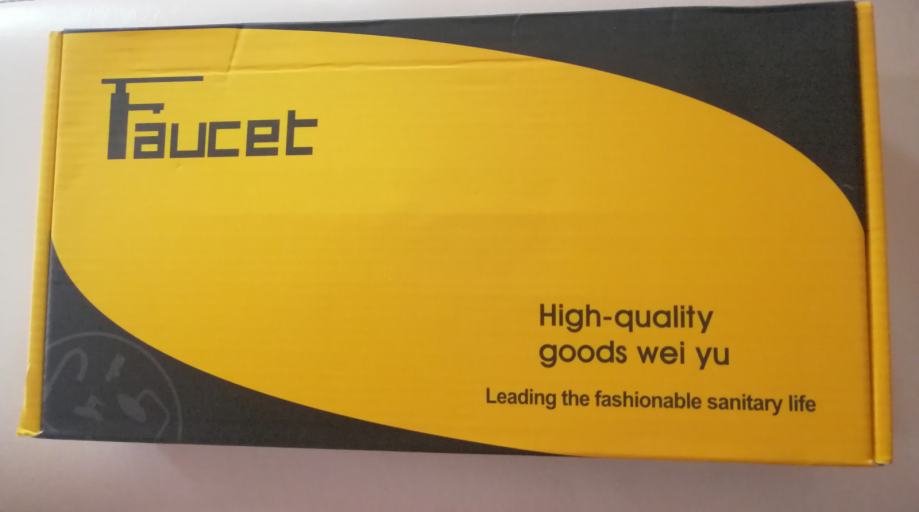 Faucet
High-quality
goods wei yu
Leading the fashionable sanitary life